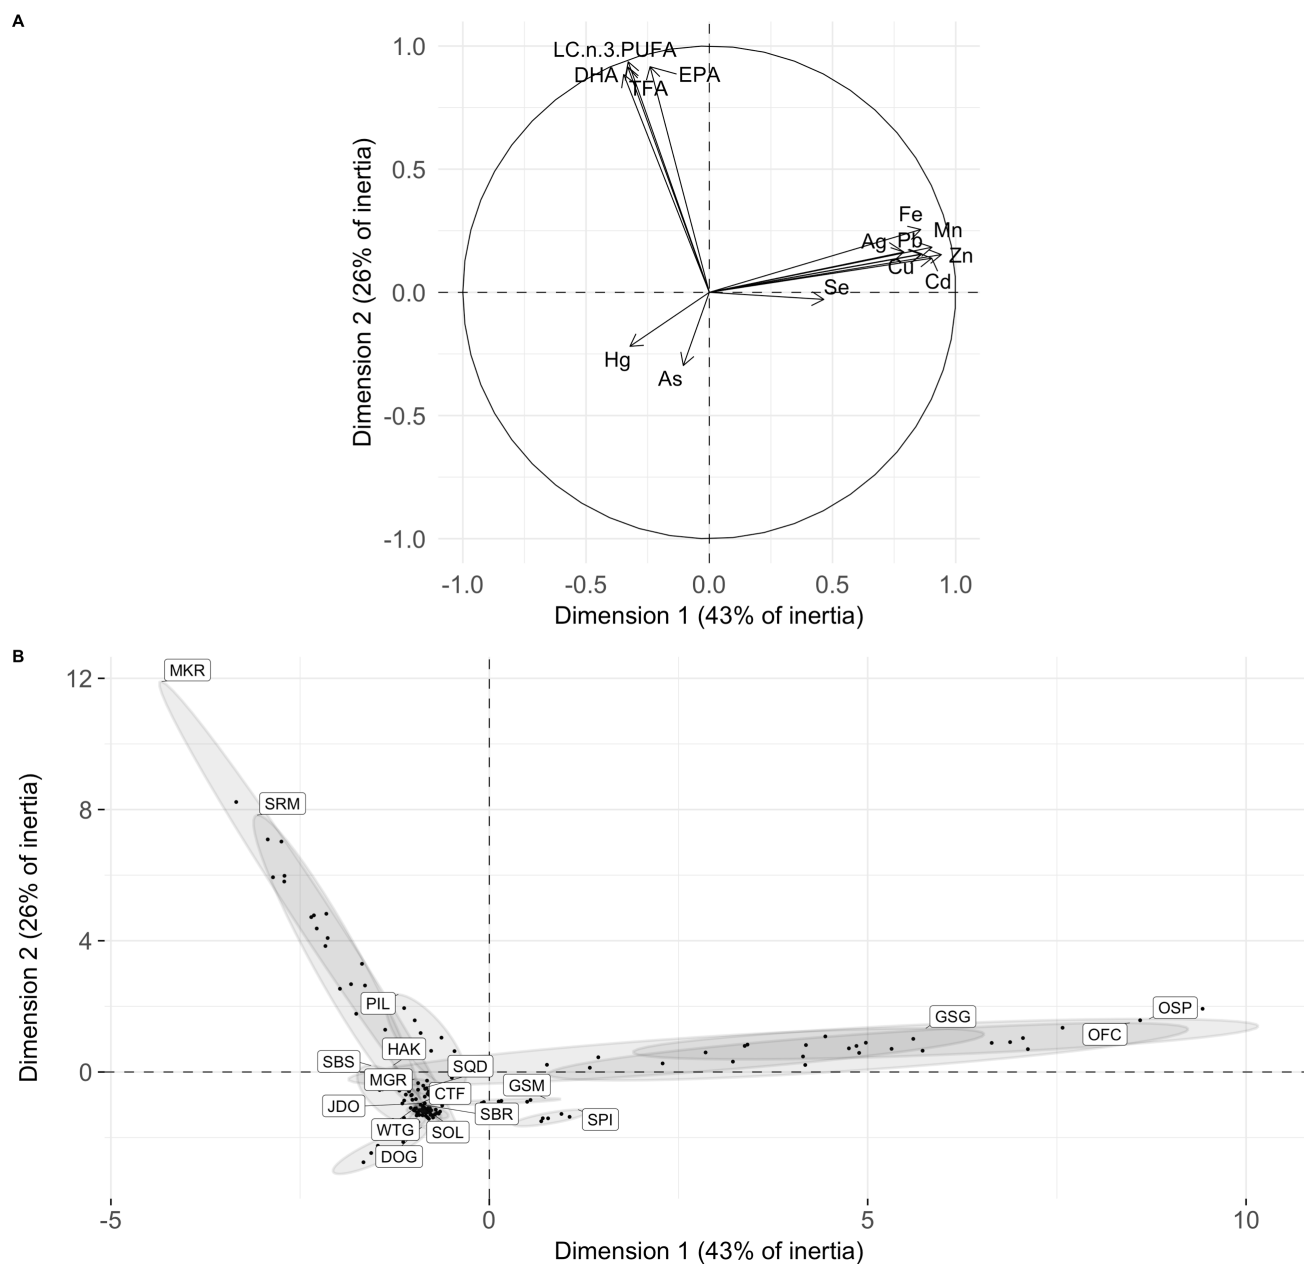 A
LC.n.3.PUFA
DHA
TFA
EPA
Fe
Mn
Ag
Pb
Zn
Cu
Cd
Se
Hg
As
1.0
0.5
0.0
-0.5
-1.0
Dimension 2 (26% of inertia)
-1.0
-0.5
0.0
0.5
1.0
Dimension 1 (43% of inertia)
B
MKR
SRM
PIL
HAK
SBS
SQD
MGR
CTF
GSM
JDO
SBR
SPI
WTG
SOL
DOG
GSG
OSP
OFC
12
8
4
0
Dimension 2 (26% of inertia)
-5
0
5
10
Dimension 1 (43% of inertia)